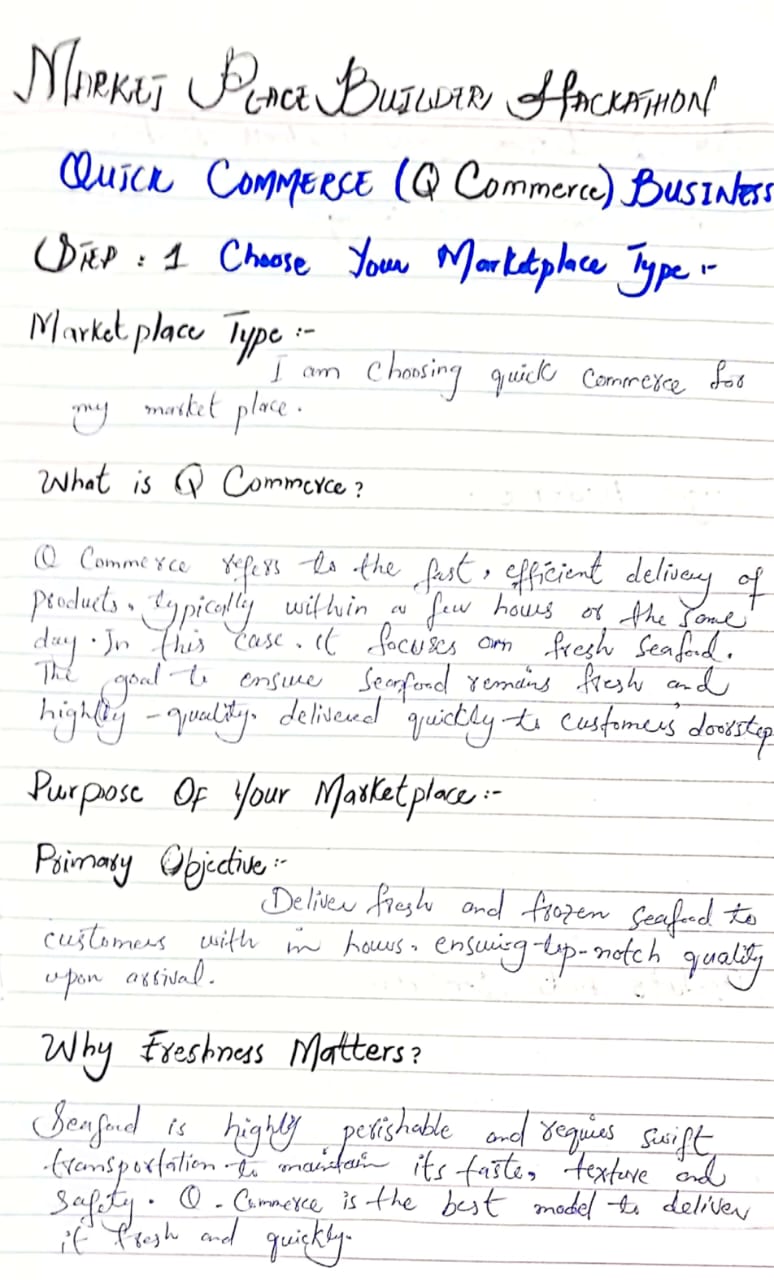 MARKET PLACE BUILDER HACKATHON
QUICK COMMERCE (Q Commerce) BUSINESS
STEP : 1 Choose Your Marketplace Type :-
Marketplace Type :-
I am choosing quick commerce for
my market place.
What is Q Commerce?
Q Commerce refers to the fast, efficient delivery of
products, typically within a few hours or the same
day. In this case, it focuses on fresh seafood.
The goal to ensure seafood remains fresh and
highlty - quality, delivered quickly to customers' doorstep
Purpose Of Your Marketplace :-
Primary Objective :-
Deliver fresh and frozen seafood to
customers with in hours, ensuring top-notch quality
upon arrival.
Why Freshness Matters?
Seafood is highly perishable and requies swift
transportation to maintain its taste, texture and
safety. Q - Commerce is the best model to deliver
it fresh and quickly.